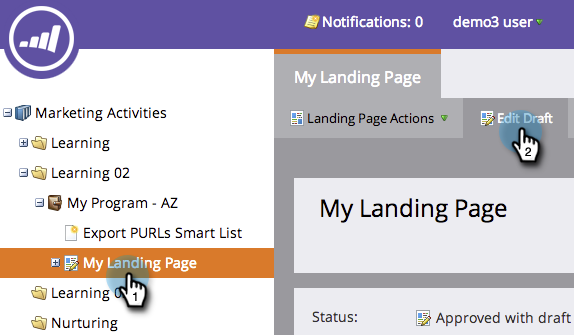 Notifications: 0 demo3 user
My Landing Page
Landing Page Actions Edit Draft
2
Marketing Activities
Learning
Learning 02
My Program - AZ
Export PURLs Smart List
My Landing Page
1
Learning 0
Nurturing
My Landing Page
Status: Approved with draft